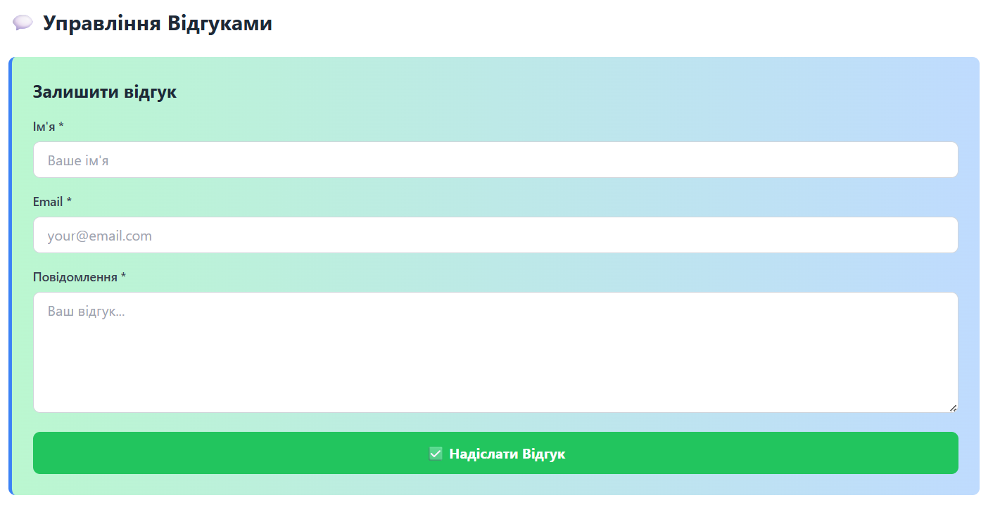 Управління Відгуками
Залишити відгук
Ім'я *
Ваше ім'я
Email *
your@email.com
Повідомлення *
Ваш відгук...
Надіслати Відгук